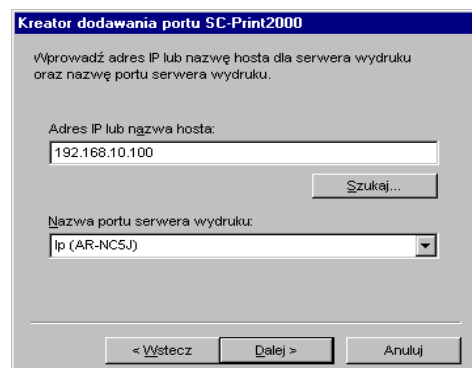 Kreator dodawania portu SC-Print2000
Wprowadź adres IP lub nazwę hosta dla serwera wydruku
oraz nazwę portu serwera wydruku.
Adres IP lub nazwa hosta:
192.168.10.100
Szukaj...
Nazwa portu serwera wydruku:
lp (AR-NC5J)
< Wstecz
Dalej >
Anuluj